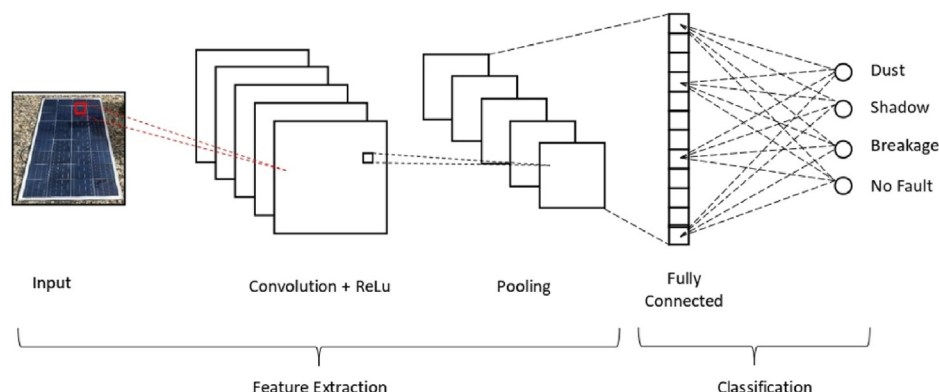 Dust
Shadow
Breakage
No Fault
Input
Convolution + ReLu
Pooling
Fully
Connected
Feature Extraction
Classification